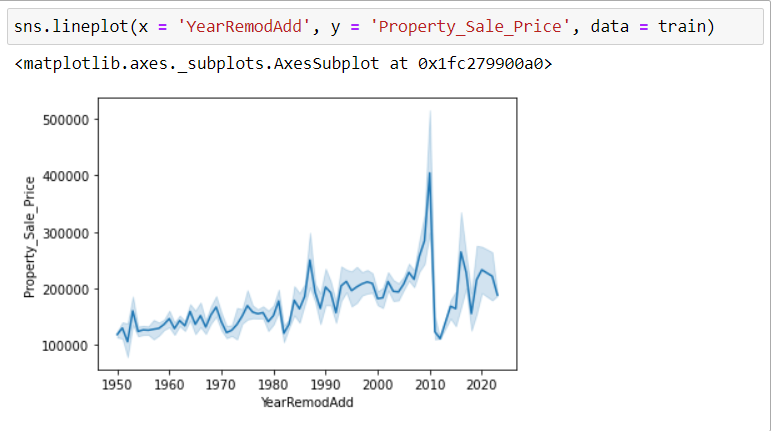 sns.lineplot(x = 'YearRemodAdd', y = 'Property_Sale_Price', data = train)
<matplotlib.axes._subplots.AxesSubplot at 0x1fc279900a0>
500000
400000
300000
200000
100000
Property_Sale_Price
1950 1960 1970 1980 1990 2000 2010 2020
YearRemodAdd